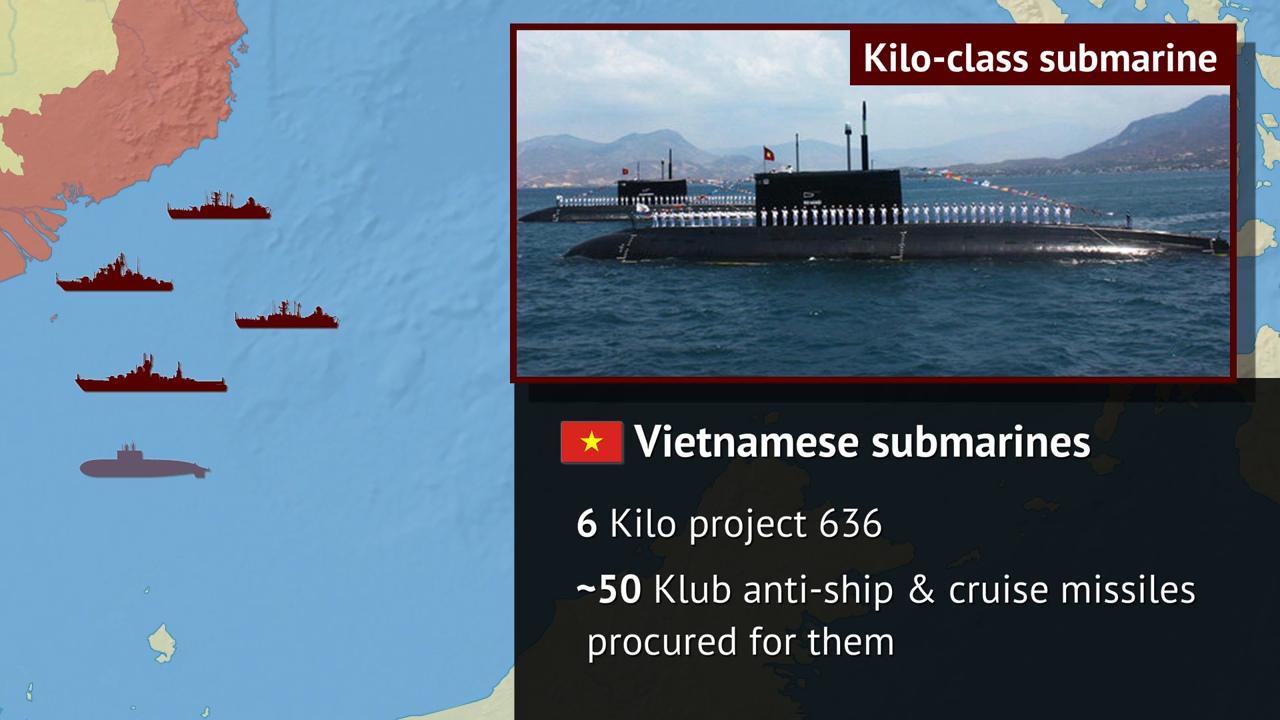 Kilo-class submarine
Vietnamese submarines
6 Kilo project 636
~50 Klub anti-ship & cruise missiles
procured for them